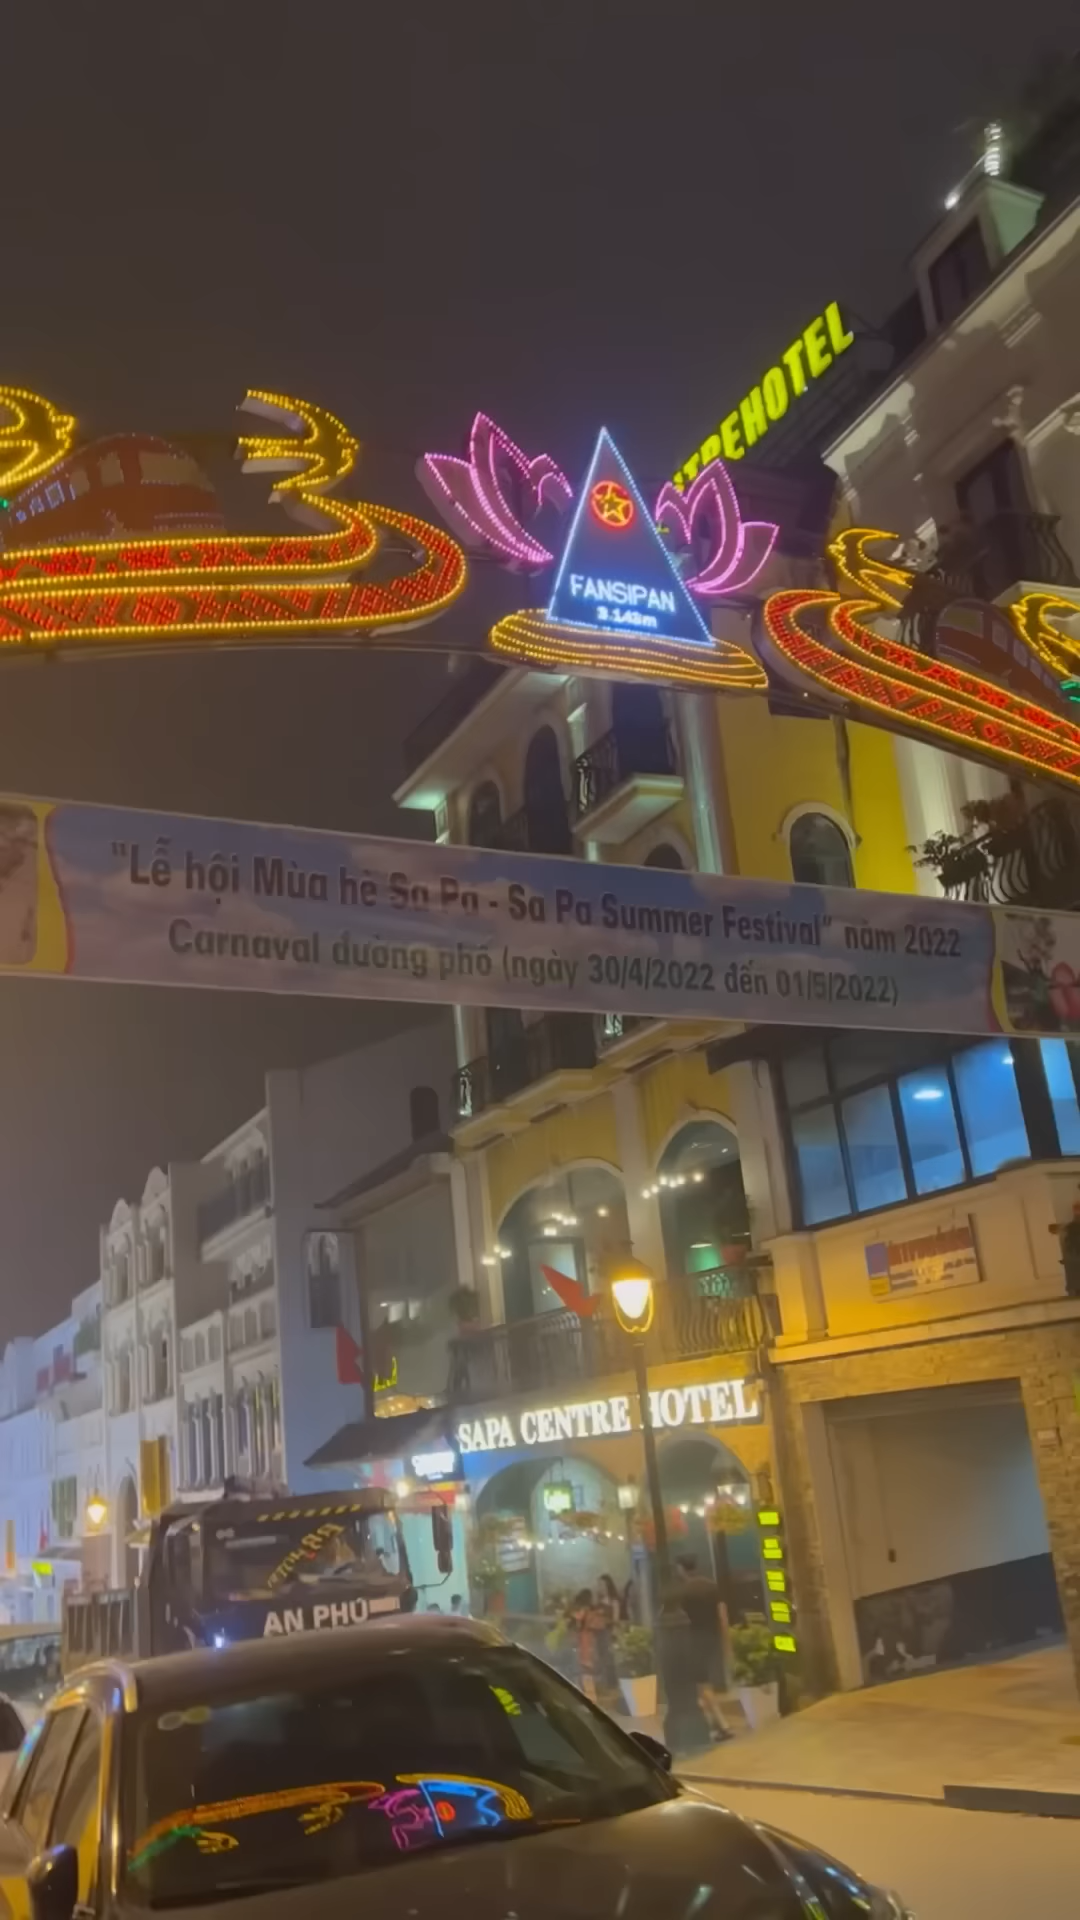 TREHOTEL
FANSIPAN
3.143m
"Lễ hội Mùa hè Sa Pa - Sa Pa Summer Festival" năm 2022
Carnaval đường phố (ngày 30/4/2022 đến 01/5/2022)
SAPA CENTRE HOTEL
AN PHÚ